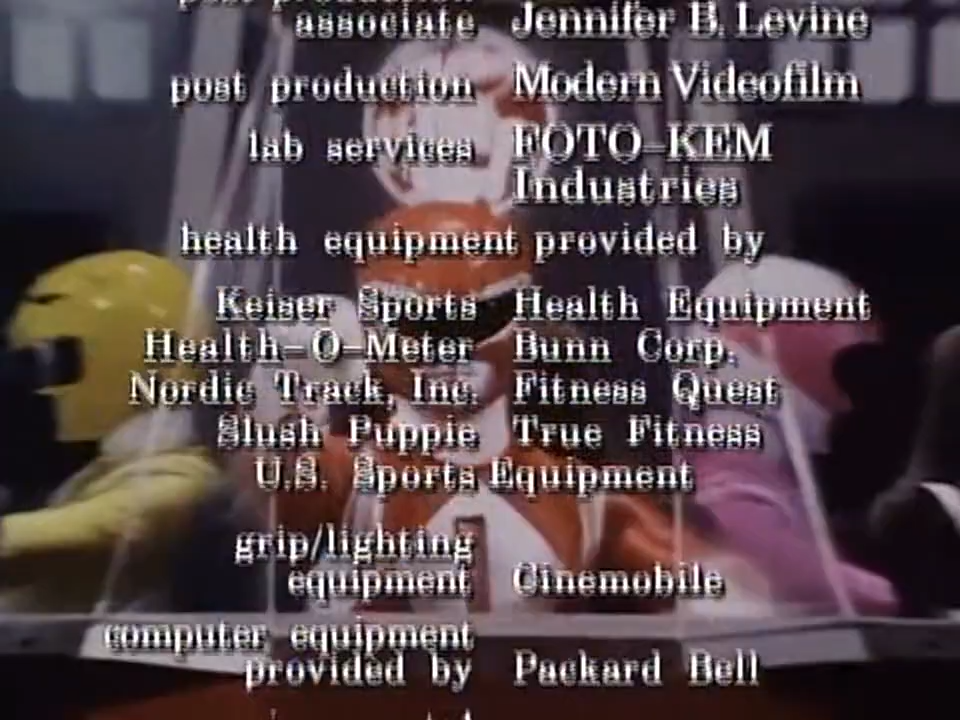 associate Jennifer B. Levine
post production Modern Videofilm
lab services FOTO-KEM
Industries
health equipment provided by
Keiser Sports Health Equipment
Health-O-Meter Bunn Corp.
Nordic Track, Inc. Fitness Quest
Slush Puppie True Fitness
U.S. Sports Equipment
grip/lighting
equipment Cinemobile
computer equipment
provided by Packard Bell